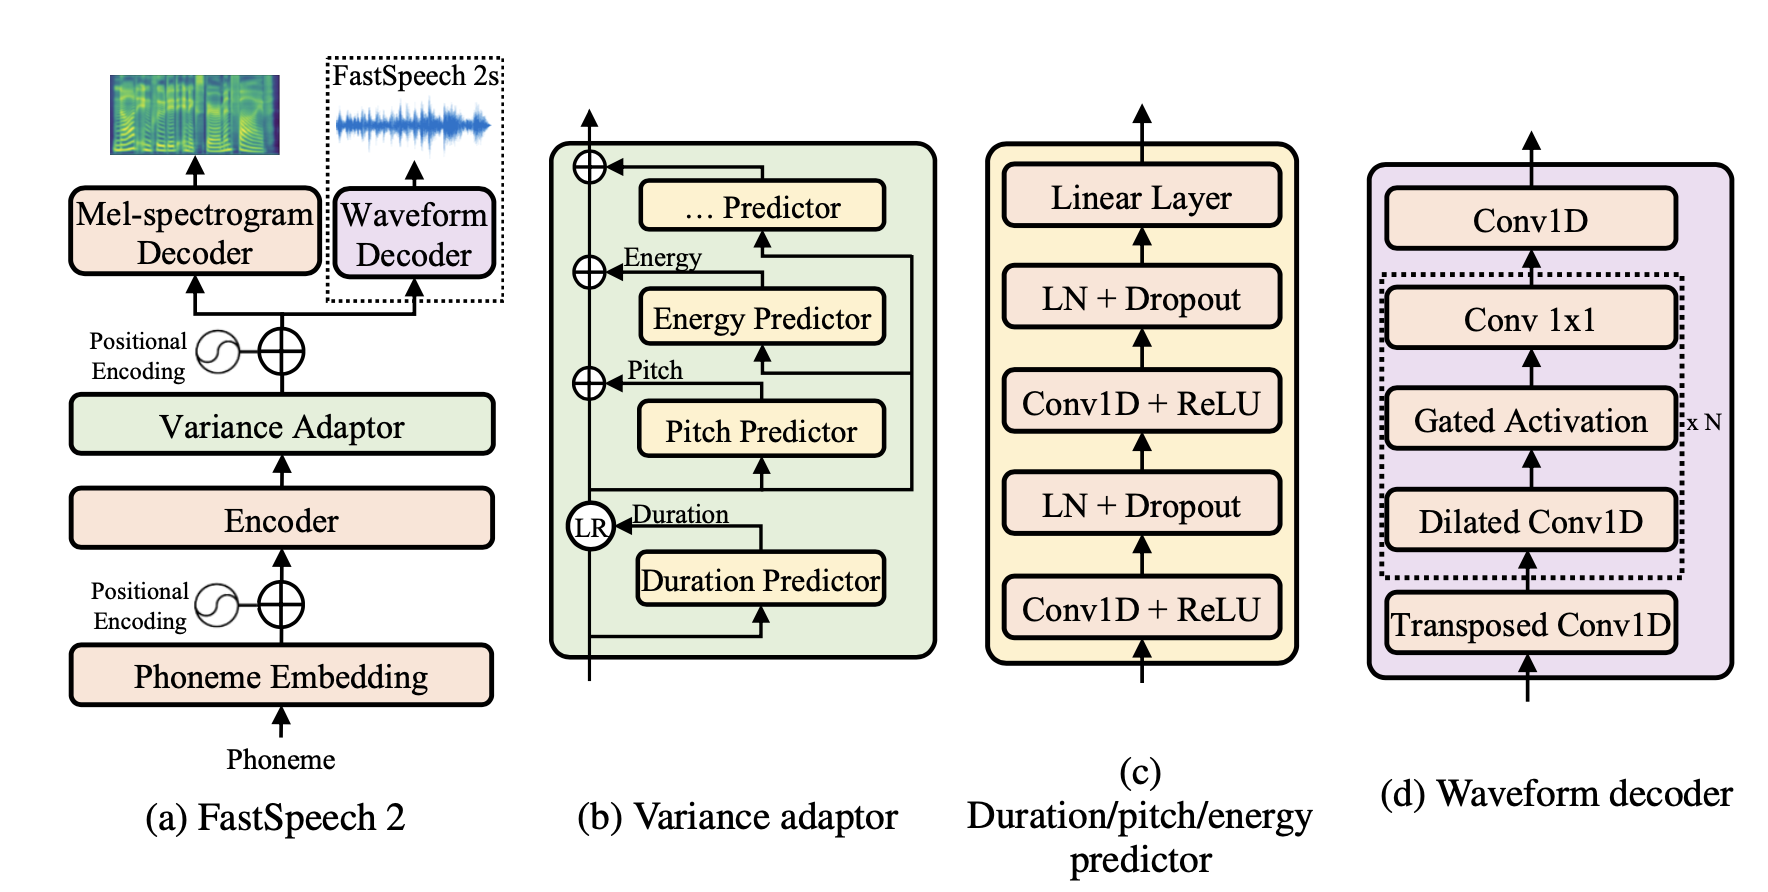 FastSpeech 2s
Mel-spectrogram
Decoder
Waveform
Decoder
Positional
Encoding
Variance Adaptor
Encoder
Positional
Encoding
Phoneme Embedding
Phoneme
(a) FastSpeech 2
... Predictor
Energy
Energy Predictor
Pitch
Pitch Predictor
LR
Duration
Duration Predictor
(b) Variance adaptor
Linear Layer
LN + Dropout
Conv1D + ReLU
LN + Dropout
Conv1D + ReLU
(c)
Duration/pitch/energy
predictor
Conv1D
Conv 1x1
Gated Activation
x N
Dilated Conv1D
Transposed Conv1D
(d) Waveform decoder